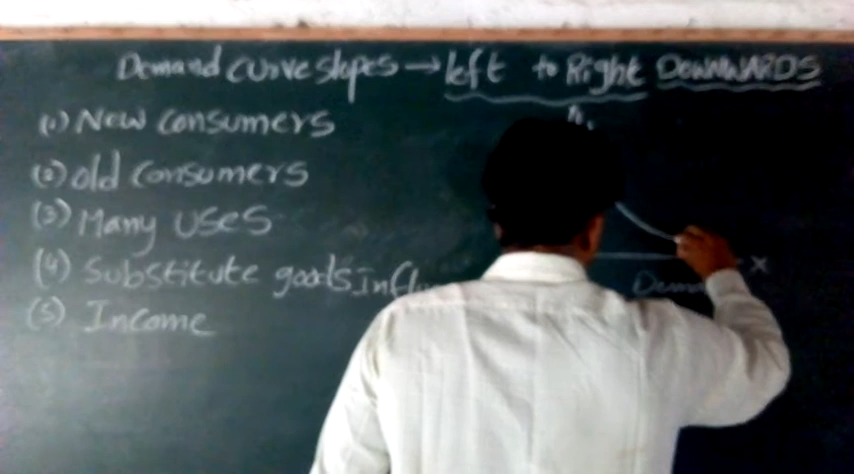 Demand curve slopes → left to Right DOWNWARDS
(1) New consumers
(2) old consumers
(3) Many uses
(4) Substitute goods
(5) Income
X